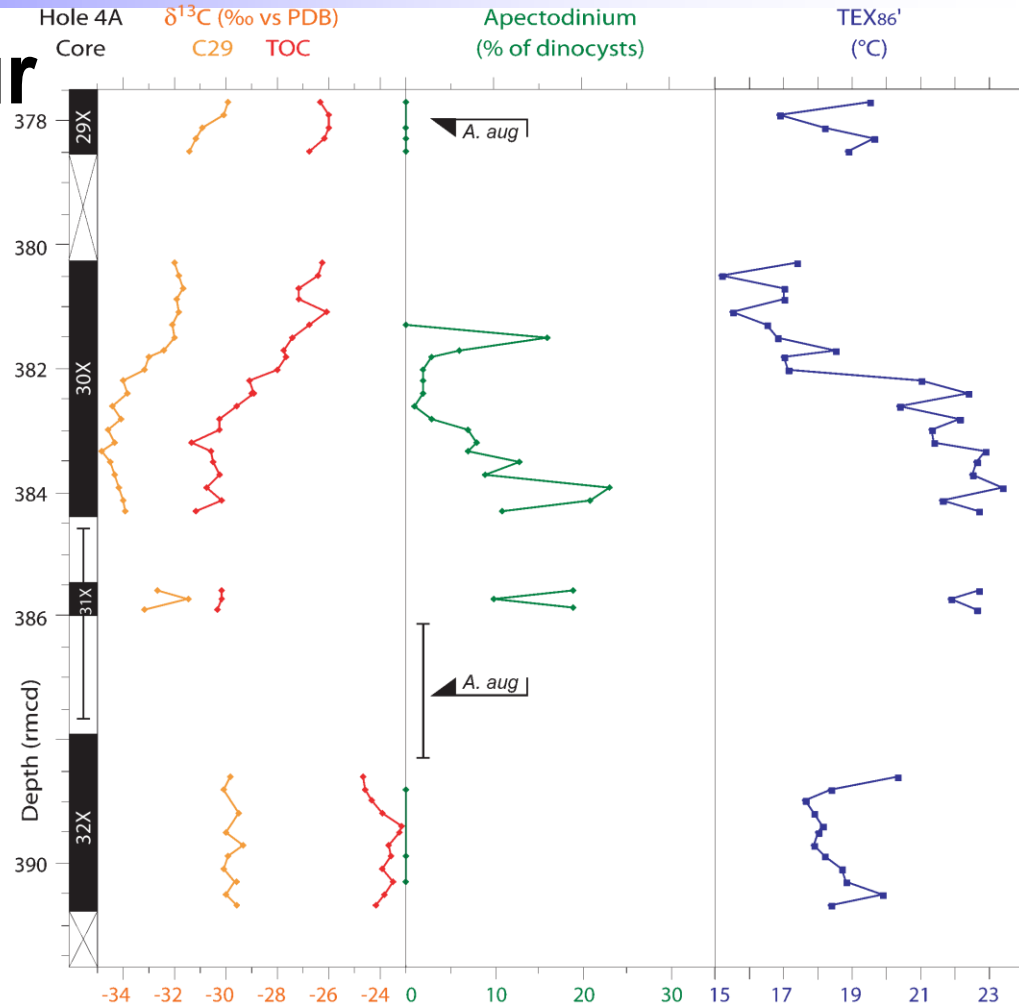 Hole 4A δ¹³C (‰ vs PDB) Apectodinium TEX₈₆'
Core C29 TOC (% of dinocysts) (°C)
ur
29X
378
A. aug
380
30X
382
384
31X
386
A. aug
Depth (rmcd)
32X
390
-34 -32 -30 -28 -26 -24 0 10 20 30 15 17 19 21 23